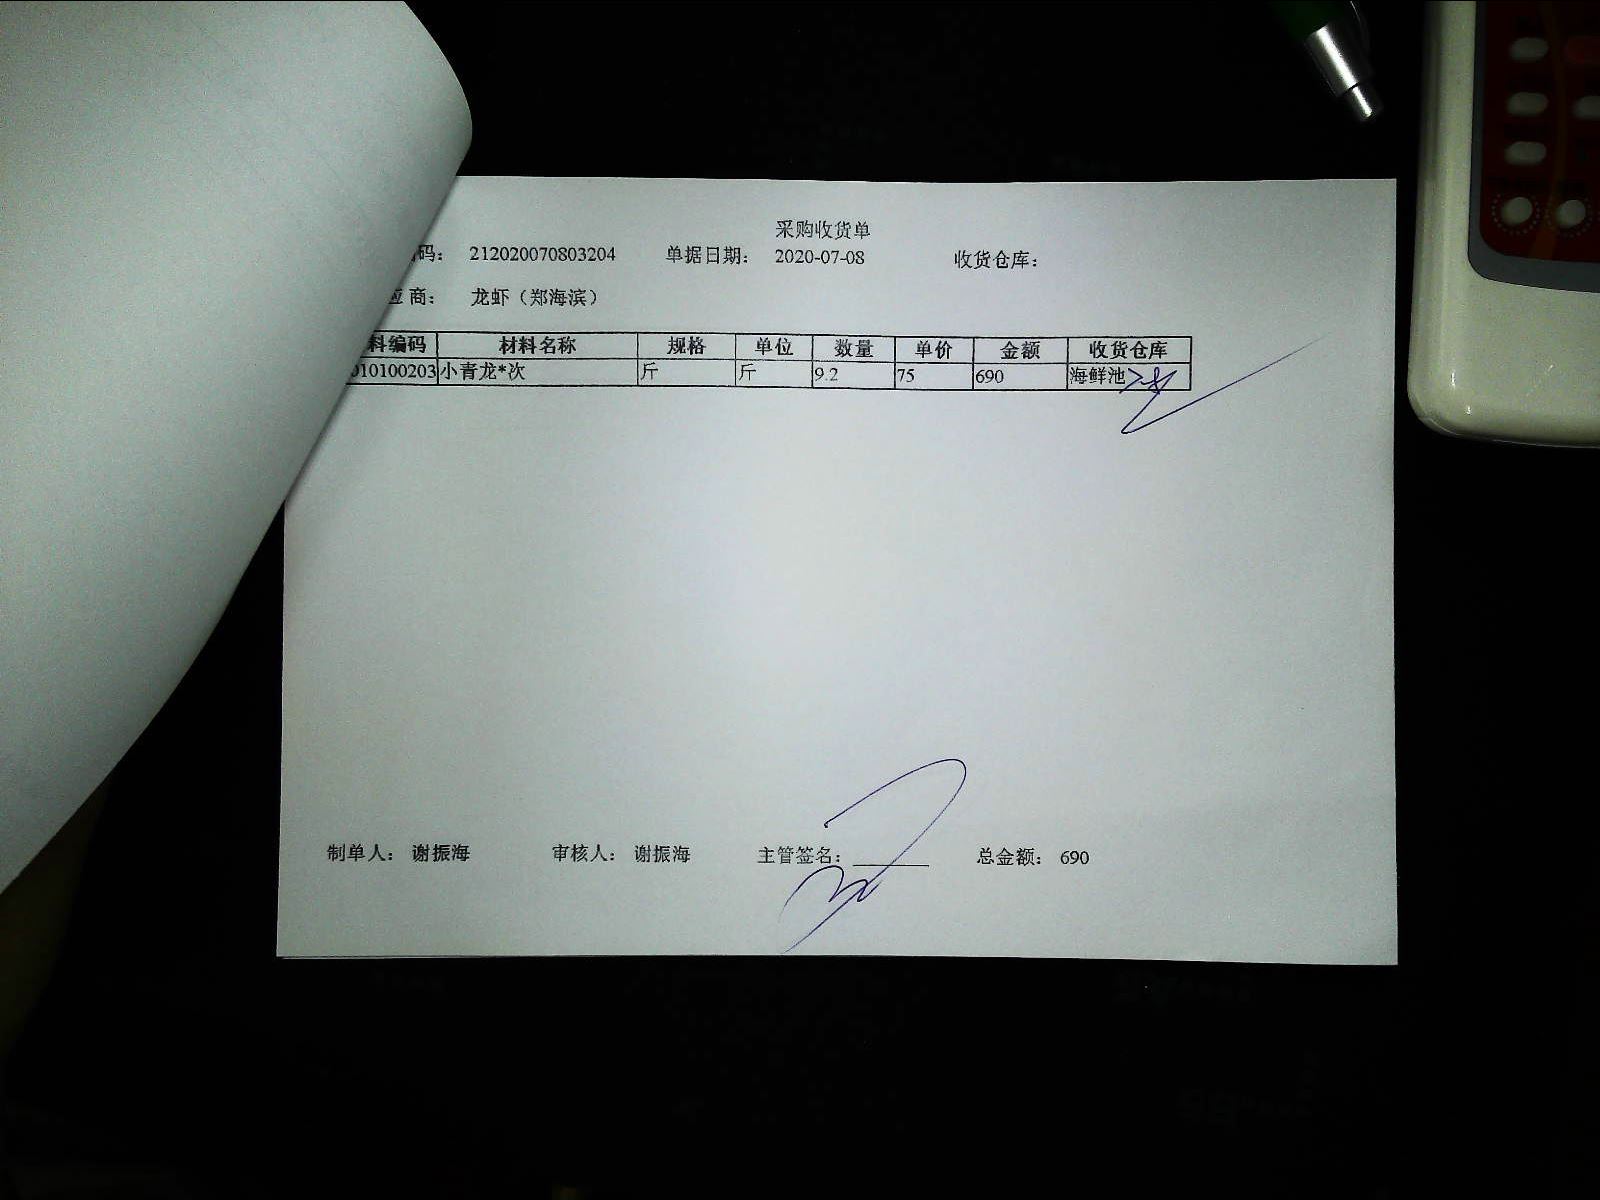 采购收货单
码： 212020070803204 单据日期： 2020-07-08 收货仓库：
应 商： 龙虾（郑海滨）
料编码 材料名称 规格 单位 数量 单价 金额 收货仓库
010100203 小青龙*次 斤 斤 9.2 75 690 海鲜池
制单人： 谢振海 审核人： 谢振海 主管签名： 总金额： 690